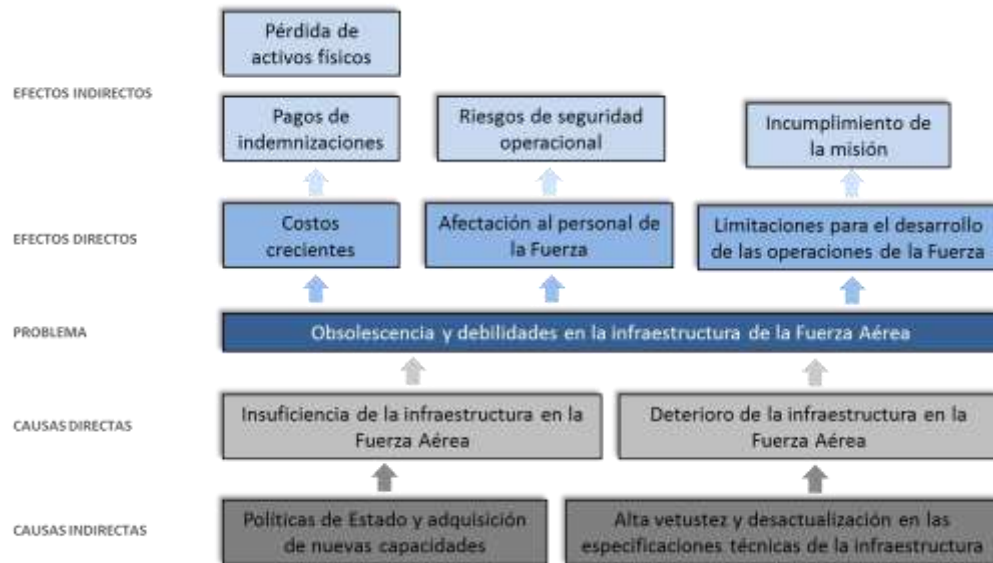 Pérdida de
activos físicos
EFECTOS INDIRECTOS
Pagos de
indemnizaciones
Riesgos de seguridad
operacional
Incumplimiento de
la misión
EFECTOS DIRECTOS
Costos
crecientes
Afectación al personal de
la Fuerza
Limitaciones para el desarrollo
de las operaciones de la Fuerza
PROBLEMA
Obsolescencia y debilidades en la infraestructura de la Fuerza Aérea
CAUSAS DIRECTAS
Insuficiencia de la infraestructura en la
Fuerza Aérea
Deterioro de la infraestructura en la
Fuerza Aérea
CAUSAS INDIRECTAS
Políticas de Estado y adquisición
de nuevas capacidades
Alta vetustez y desactualización en las
especificaciones técnicas de la infraestructura